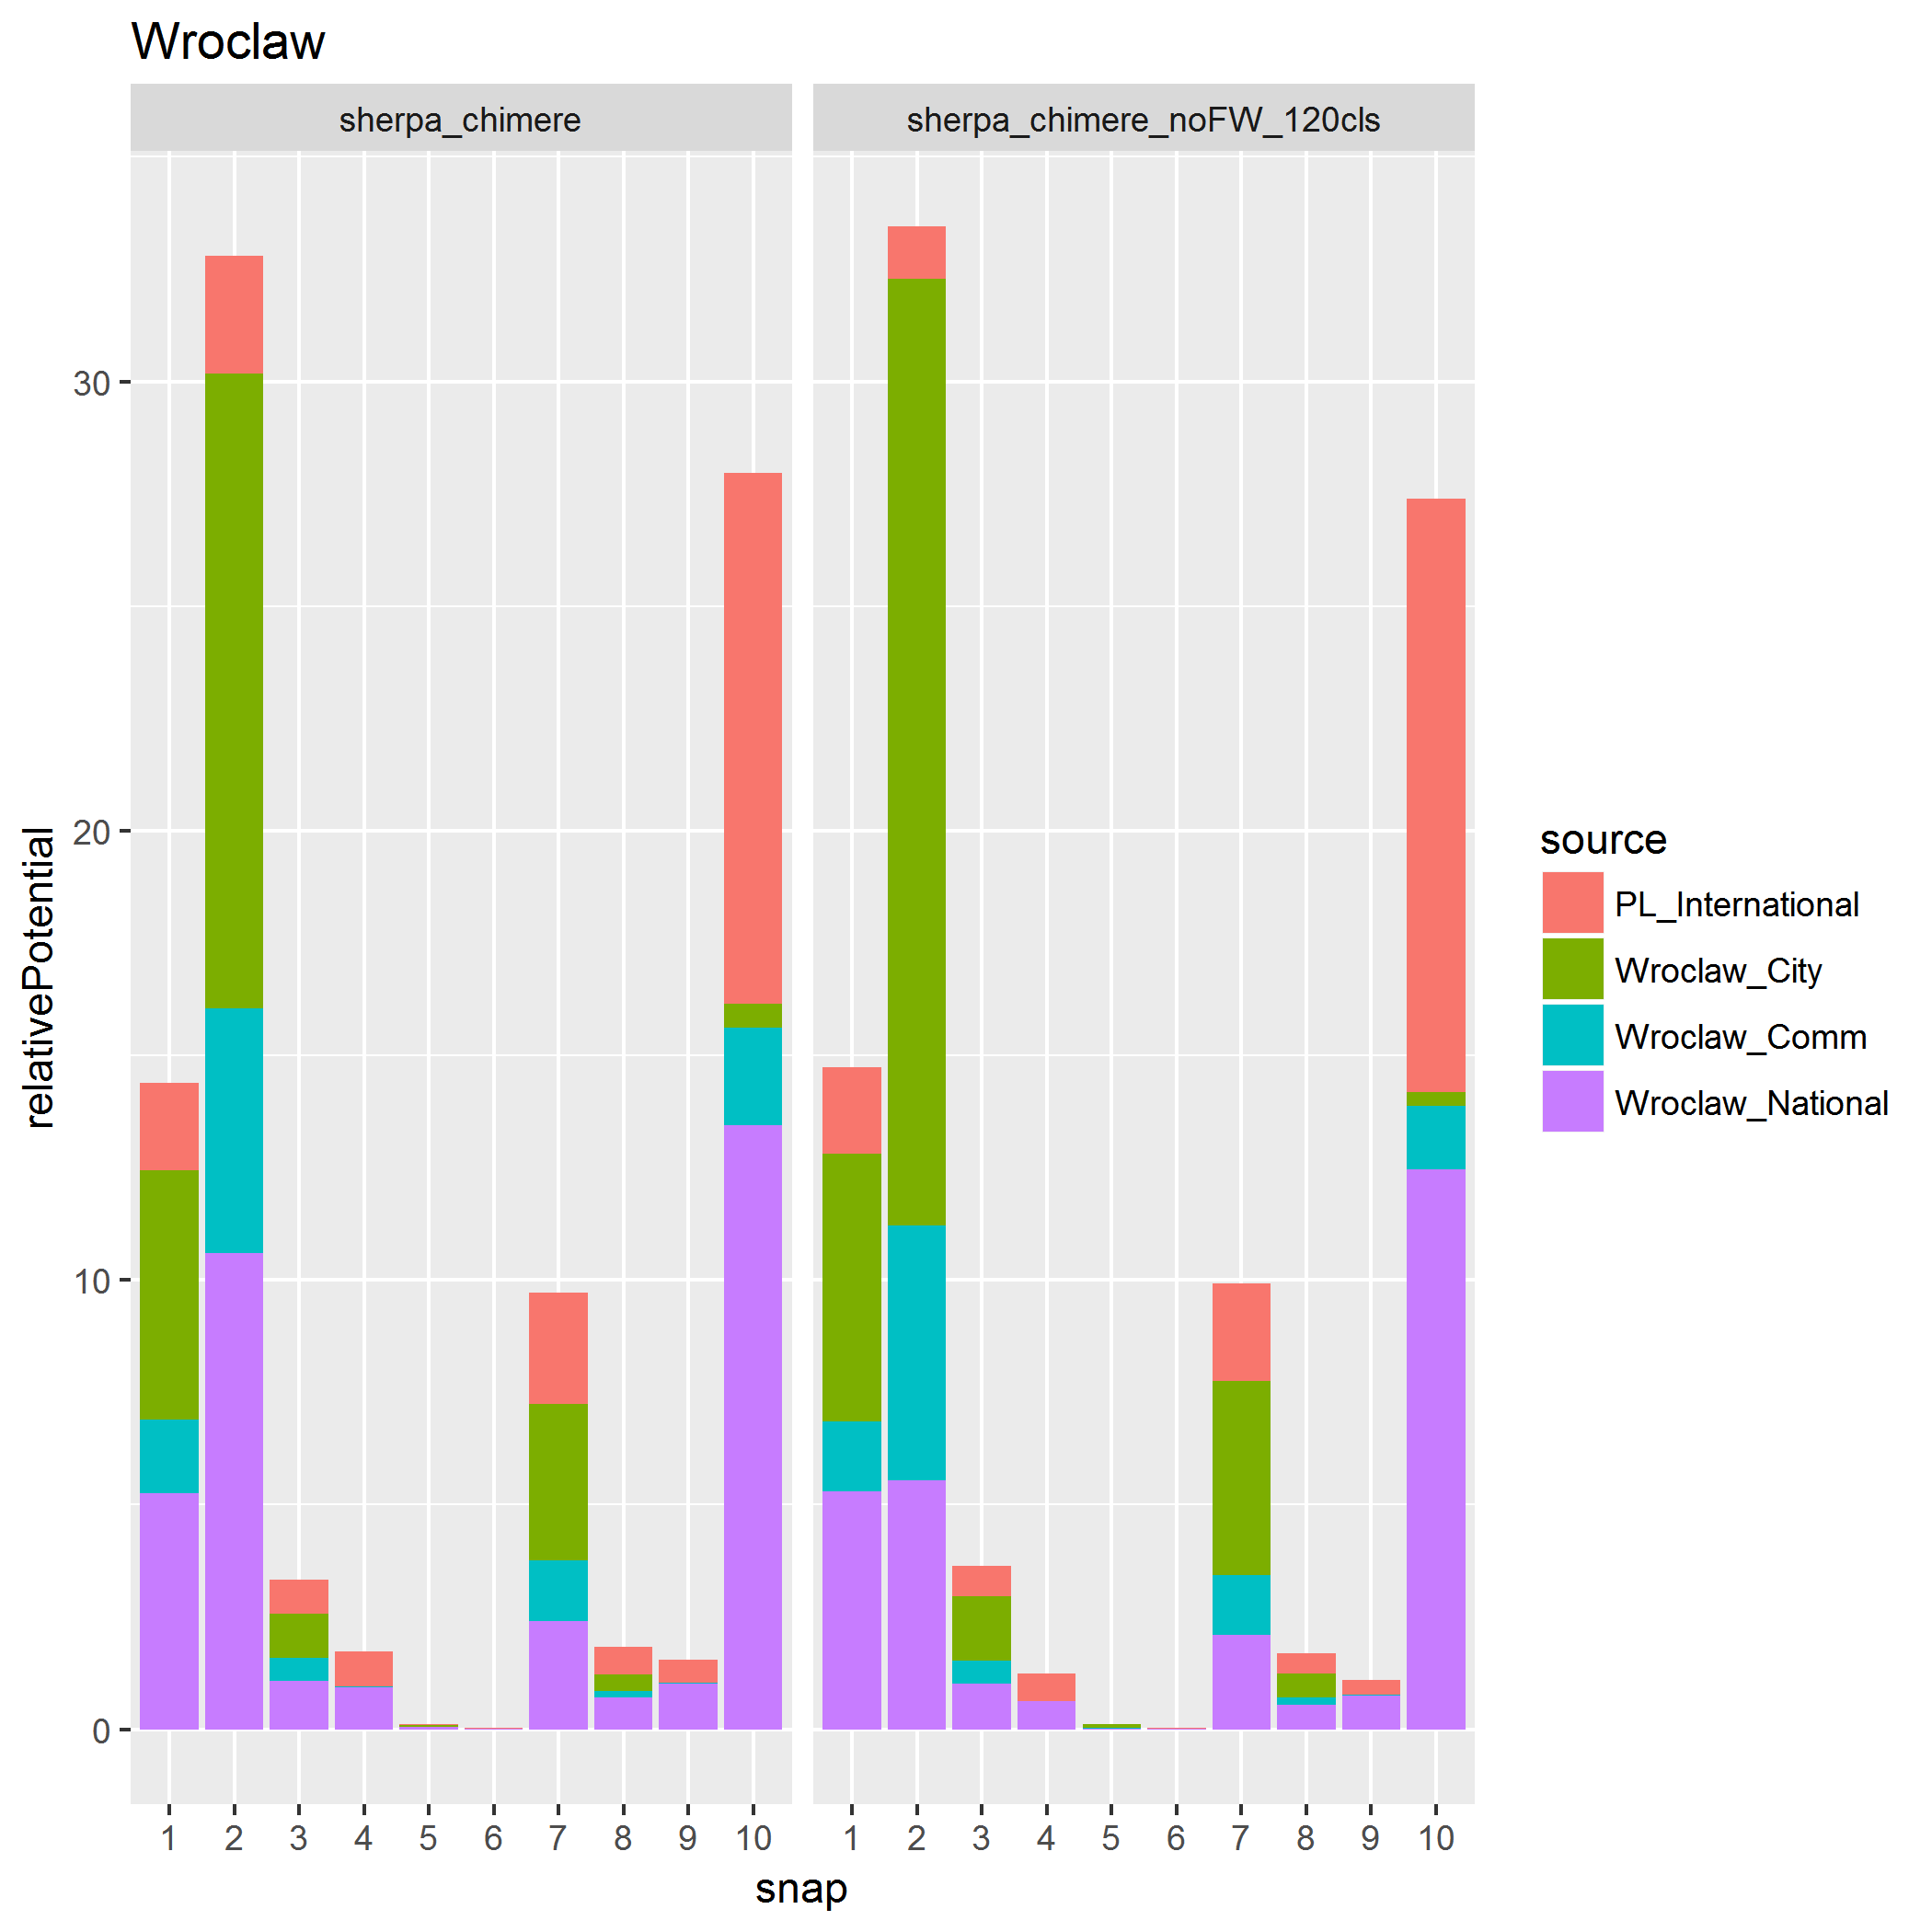 Wroclaw
sherpa_chimere
sherpa_chimere_noFW_120cls
relativePotential
30
20
10
0
1 2 3 4 5 6 7 8 9 10
1 2 3 4 5 6 7 8 9 10
snap
source
PL_International
Wroclaw_City
Wroclaw_Comm
Wroclaw_National